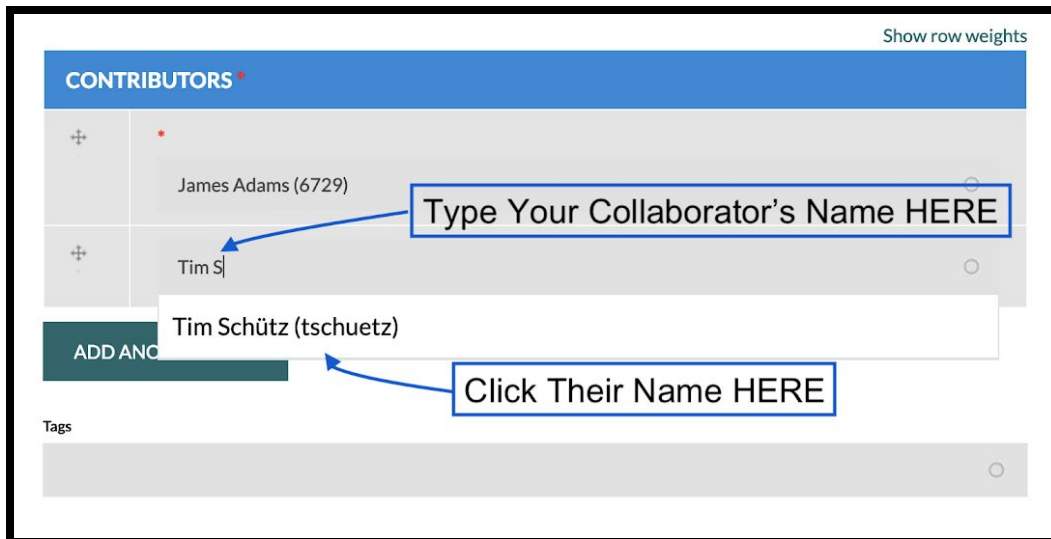 Show row weights
CONTRIBUTORS *
*
James Adams (6729)
Type Your Collaborator's Name HERE
Tim S
Tim Schütz (tschuetz)
ADD
Click Their Name HERE
Tags